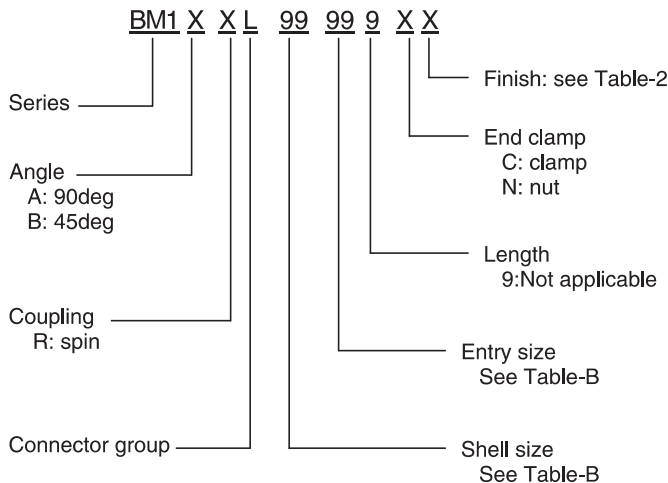 BM1 X X L 99 99 9 X X
Series
Angle
A: 90deg
B: 45deg
Coupling
R: spin
Connector group
Finish: see Table-2
End clamp
C: clamp
N: nut
Length
9:Not applicable
Entry size
See Table-B
Shell size
See Table-B